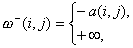 ω⁻(i, j) = { −a(i, j),
+∞,